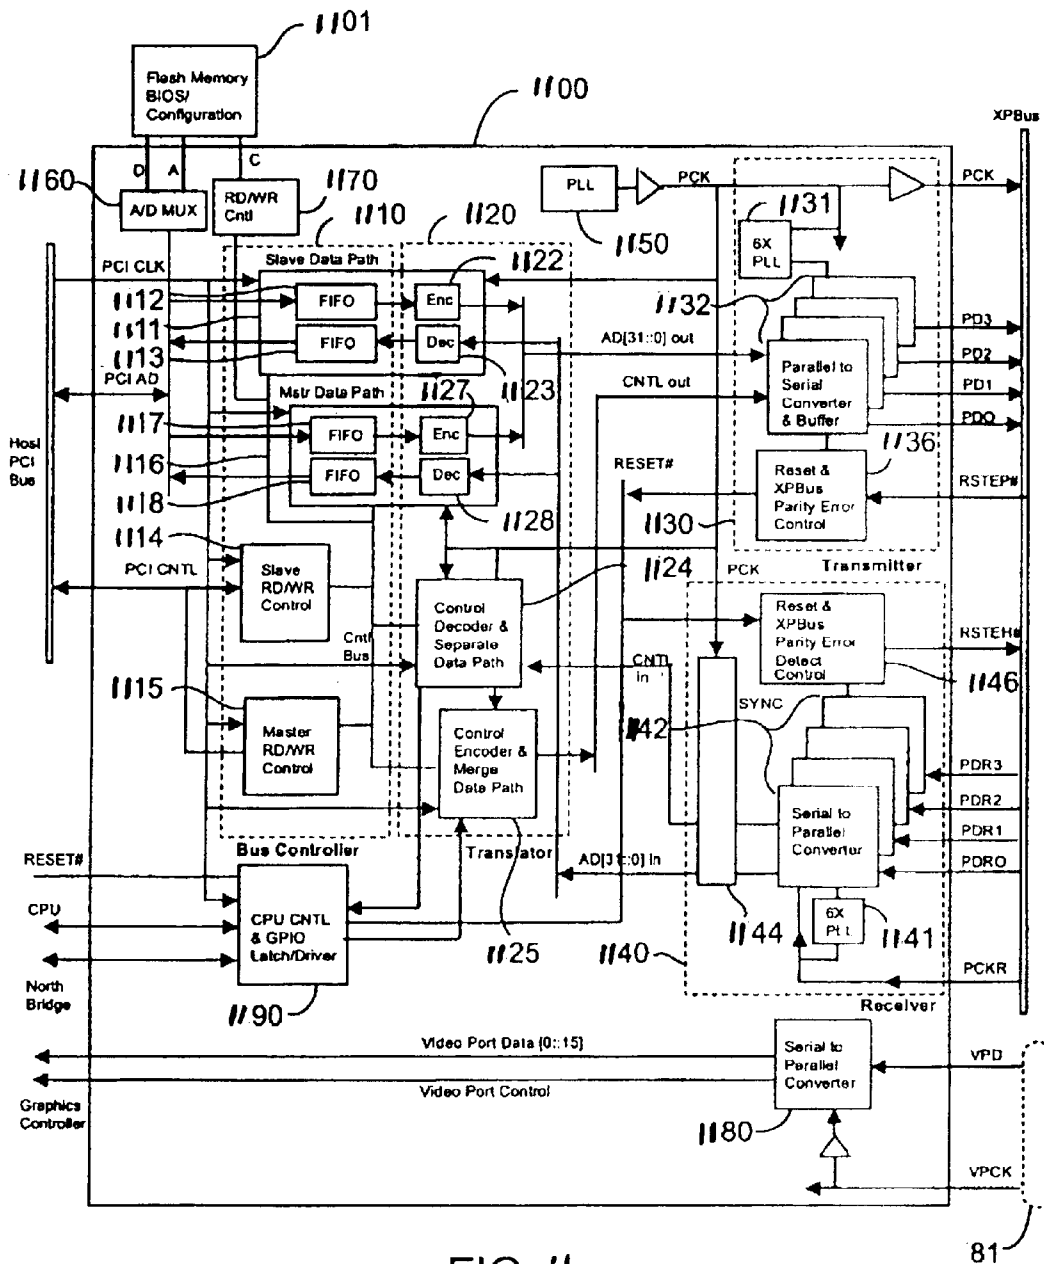 1101
Flash Memory
BIOS/
Configuration
1100
XPBus
D
A
C
1160
A/D MUX
RD/WR
Cntl
1170
1110
1120
PLL
1150
PCK
PCK
1131
6X
PLL
PCI CLK
Slave Data Path
1122
1112
FIFO
Enc
1132
1111
1113
FIFO
Dec
1123
AD[31::0] out
PD3
PD2
PD1
PD0
PCI AD
Mstr Data Path
1127
CNTL out
Parallel to
Serial
Converter
& Buffer
1117
FIFO
Enc
1136
Host
PCI
Bus
1116
FIFO
Dec
RESET#
Reset &
XPBus
Parity Error
Control
RSTEP#
1118
1128
1130
1114
PCI CNTL
Slave
RD/WR
Control
1124
PCK
Transmitter
Control
Decoder &
Separate
Data Path
Reset &
XPBus
Parity Error
Detect
Control
RSTEH#
Cntl
Bus
CNTL
In
1146
1115
SYNC
1142
Master
RD/WR
Control
Control
Encoder &
Merge
Data Path
PDR3
PDR2
PDR1
PDR0
Serial to
Parallel
Converter
Bus Controller
Translator
RESET#
AD[31::0] In
CPU
CPU CNTL
& GPIO
Latch/Driver
6X
PLL
1141
1144
1125
1140
PCKR
North
Bridge
1190
Receiver
Video Port Data [0::15]
Serial to
Parallel
Converter
VPD
Video Port Control
Graphics
Controller
1180
VPCK
81
FIG. 11